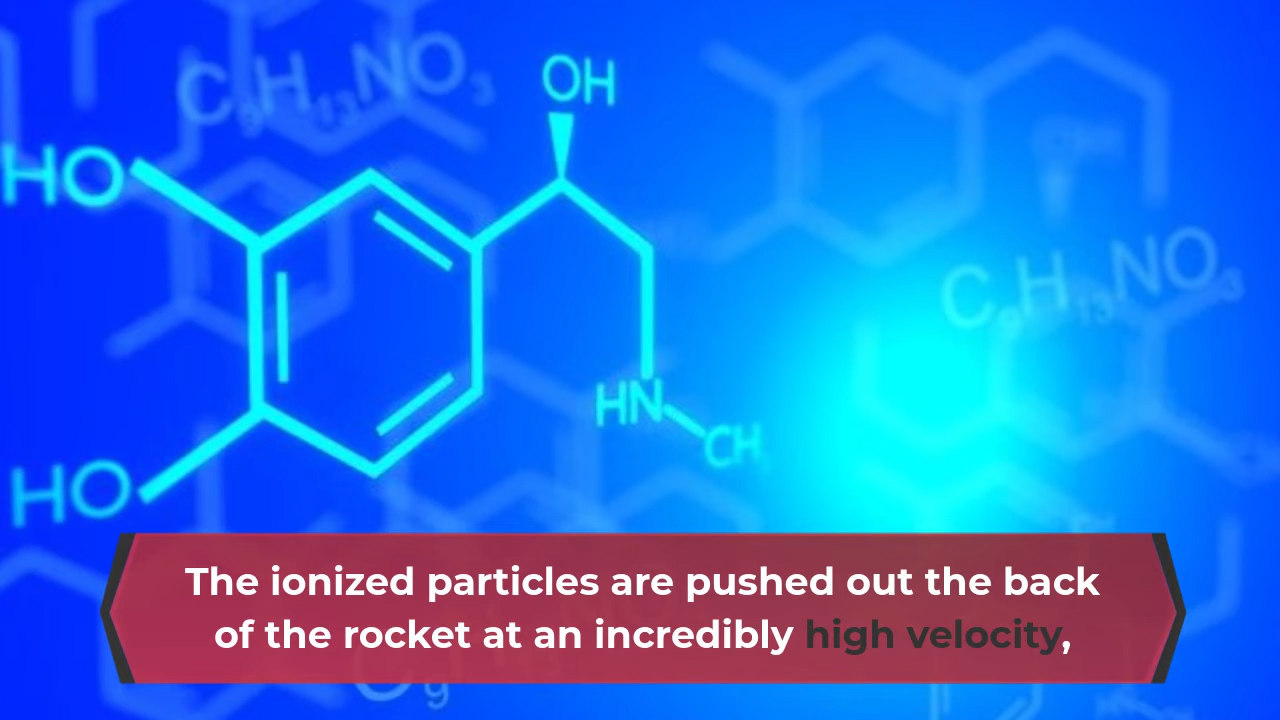 C₉H₁₃NO₃
OH
HO
C₉H₁₃NO₃
HN
CH
HO
The ionized particles are pushed out the back
of the rocket at an incredibly high velocity,
C₉